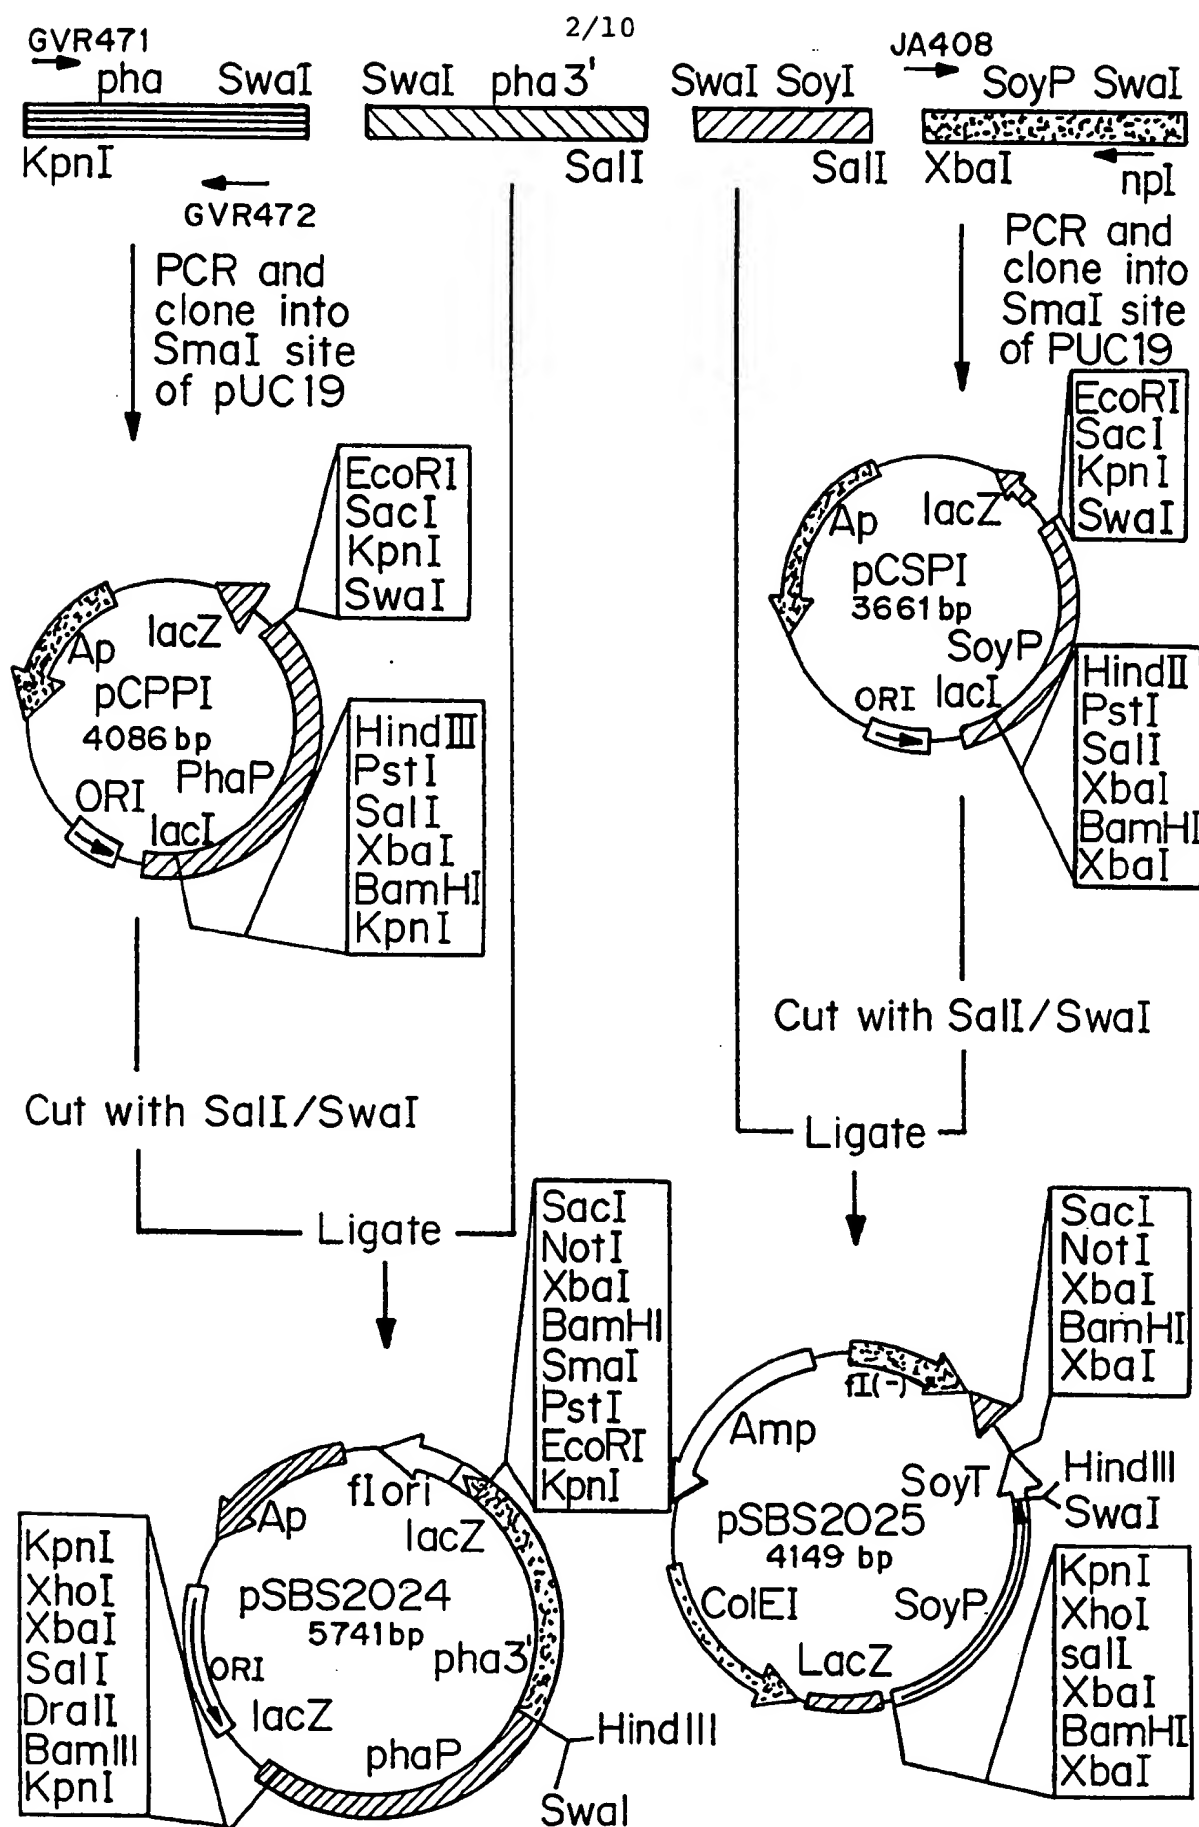 2/10
GVR471
pha SwaI
KpnI
GVR472
SwaI pha3'
SalI
SwaI SoyI
SalI
JA408
SoyP SwaI
XbaI
npI
PCR and
clone into
SmaI site
of pUC19
PCR and
clone into
SmaI site
of PUC19
EcoRI
SacI
KpnI
SwaI
Ap
lacZ
pCPPI
4086 bp
PhaP
ORI
lacI
HindIII
PstI
SalI
XbaI
BamHI
KpnI
EcoRI
SacI
KpnI
SwaI
Ap
lacZ
pCSPI
3661 bp
SoyP
ORI
lacI
HindII
PstI
SalI
XbaI
BamHI
XbaI
Cut with SalI/SwaI
Ligate
Cut with SalI/SwaI
Ligate
SacI
NotI
XbaI
BamHI
SmaI
PstI
EcoRI
KpnI
Ap
fIori
lacZ
pSBS2024
5741 bp
pha3'
ORI
lacZ
phaP
HindIII
SwaI
KpnI
XhoI
XbaI
SalI
DraII
BamIII
KpnI
SacI
NotI
XbaI
BamHI
XbaI
Amp
fI(-)
SoyT
HindIII
SwaI
pSBS2025
4149 bp
ColEI
SoyP
LacZ
KpnI
XhoI
salI
XbaI
BamHI
XbaI